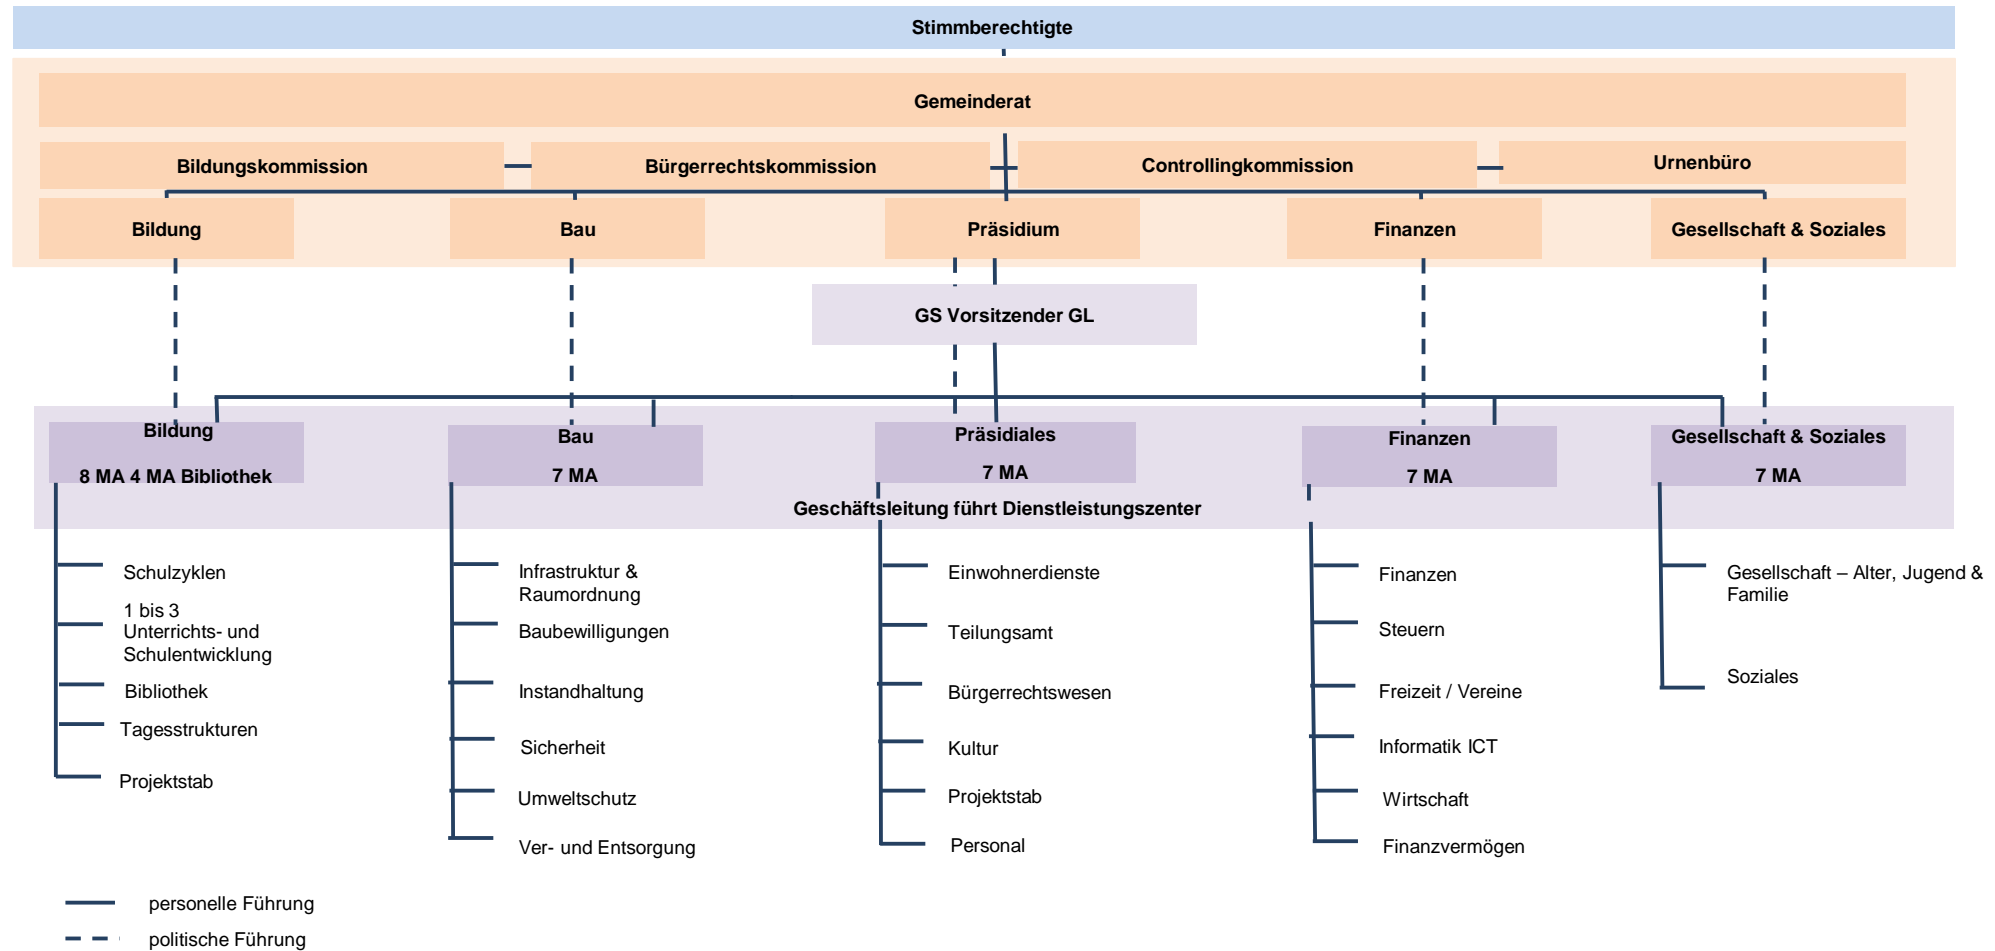 Stimmberechtigte
Gemeinderat
Bildungskommission
Bürgerrechtskommission
Controllingkommission
Urnenbüro
Bildung
Bau
Präsidium
Finanzen
Gesellschaft & Soziales
GS Vorsitzender GL
Bildung
8 MA 4 MA Bibliothek
Bau
7 MA
Präsidiales
7 MA
Finanzen
7 MA
Gesellschaft & Soziales
7 MA
Geschäftsleitung führt Dienstleistungszenter
Schulzyklen
1 bis 3
Unterrichts- und
Schulentwicklung
Bibliothek
Tagesstrukturen
Projektstab
Infrastruktur &
Raumordnung
Baubewilligungen
Instandhaltung
Sicherheit
Umweltschutz
Ver- und Entsorgung
Einwohnerdienste
Teilungsamt
Bürgerrechtswesen
Kultur
Projektstab
Personal
Finanzen
Steuern
Freizeit / Vereine
Informatik ICT
Wirtschaft
Finanzvermögen
Gesellschaft – Alter, Jugend &
Familie
Soziales
personelle Führung
politische Führung